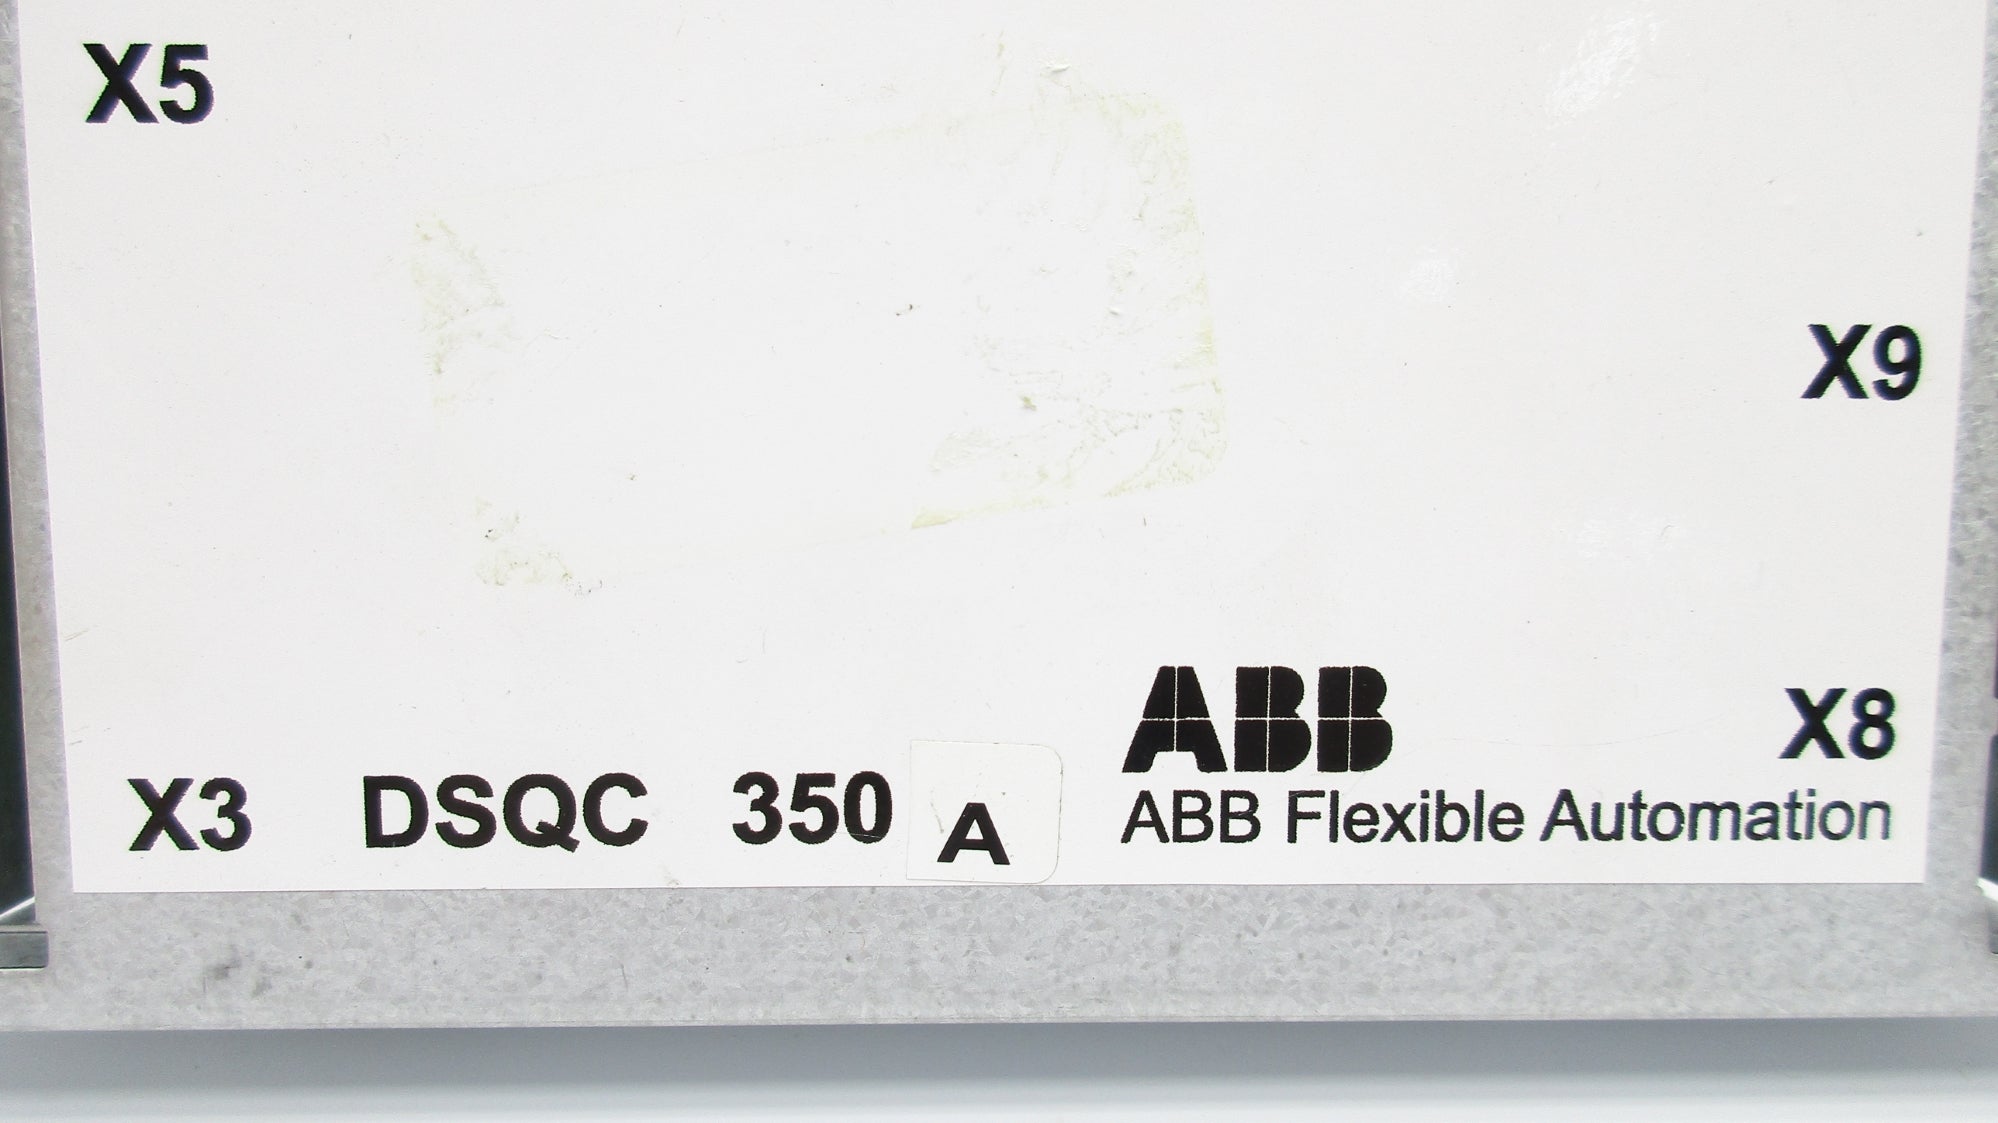 X5
X9
ABB
X8
X3 DSQC 350 A
ABB Flexible Automation